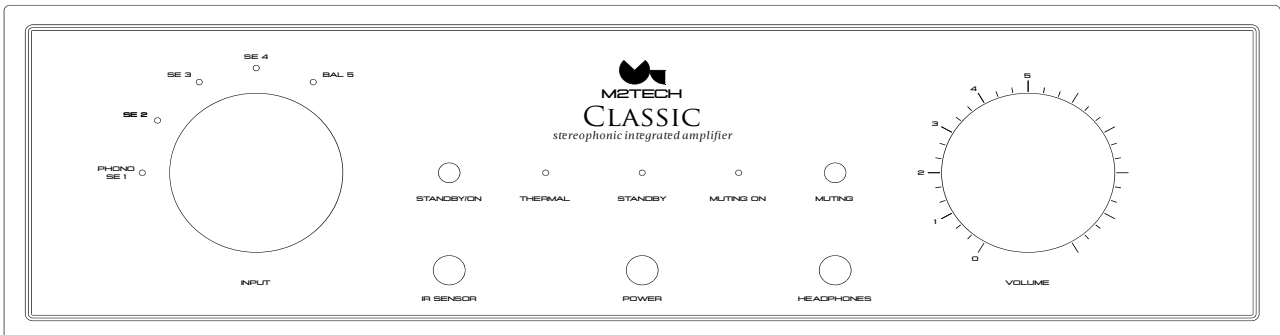 SE 4
SE 3
BAL 5
SE 2
PHONO
SE 1
INPUT
M2TECH
CLASSIC
stereophonic integrated amplifier
STANDBY/ON
THERMAL
STANDBY
MUTING ON
MUTING
IR SENSOR
POWER
HEADPHONES
5
4
3
2
1
0
VOLUME